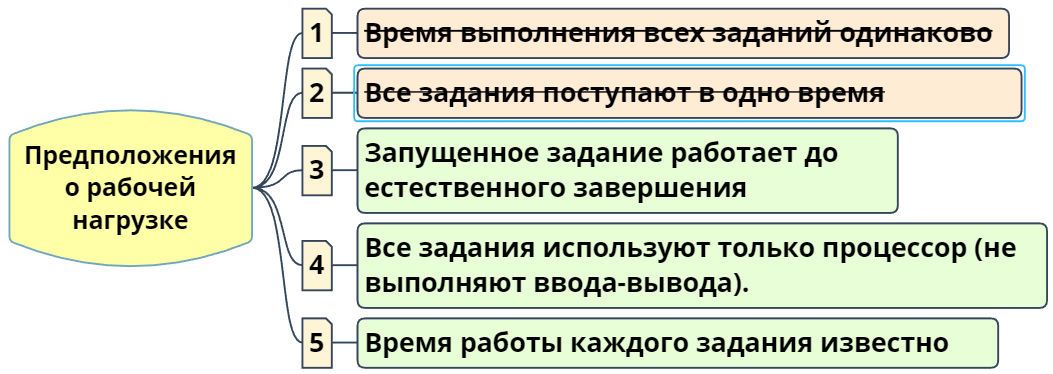 Предположения
о рабочей
нагрузке
1
Время выполнения всех заданий одинаково
2
Все задания поступают в одно время
3
Запущенное задание работает до
естественного завершения
4
Все задания используют только процессор (не
выполняют ввода-вывода).
5
Время работы каждого задания известно